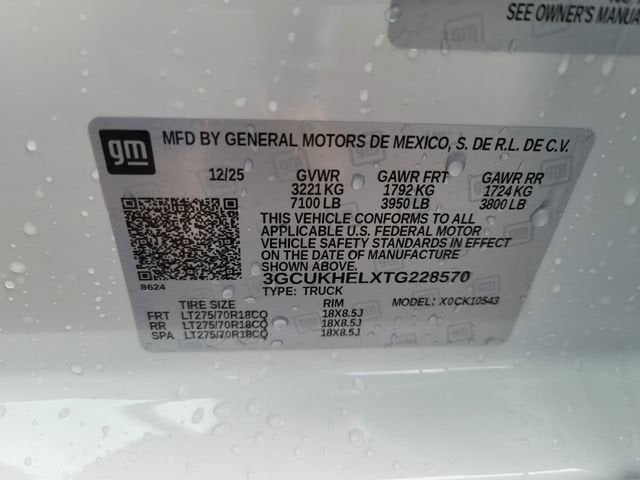 SEE OWNER'S MANUA
gm
MFD BY GENERAL MOTORS DE MEXICO, S. DE R.L. DE C.V.
12/25 GVWR GAWR FRT GAWR RR
3221 KG 1792 KG 1724 KG
7100 LB 3950 LB 3800 LB
THIS VEHICLE CONFORMS TO ALL
APPLICABLE U.S. FEDERAL MOTOR
VEHICLE SAFETY STANDARDS IN EFFECT
ON THE DATE OF MANUFACTURE
SHOWN ABOVE.
8624
3GCUKHELXTG228570
TYPE: TRUCK MODEL: X0CK10543
TIRE SIZE RIM
FRT LT275/70R18CQ 18X8.5J
RR LT275/70R18CQ 18X8.5J
SPA LT275/70R18CQ 18X8.5J